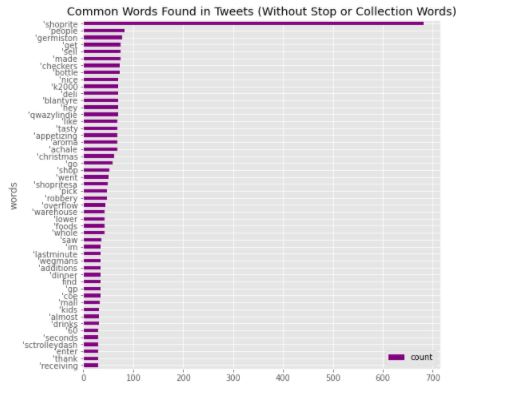 Common Words Found in Tweets (Without Stop or Collection Words)
'shoprite
'people
'germiston
'get
'sell
'made
'checkers
'bottle
'nice
'k2000
'deli
'blantyre
'hey
'qwazylindie
'like
'tasty
'appetizing
'aroma
'achale
'christmas
'go
'shop
'went
'shopritesa
'pick
'robbery
'overflow
'warehouse
'lower
'foods
'whole
'saw
'im
'lastminute
'wegmans
'additions
'dinner
find
'gp
'coe
'mall
'kids
'almost
'drinks
'60
'seconds
'sctrolleydash
'enter
'thank
'receiving
words
0 100 200 300 400 500 600 700
count